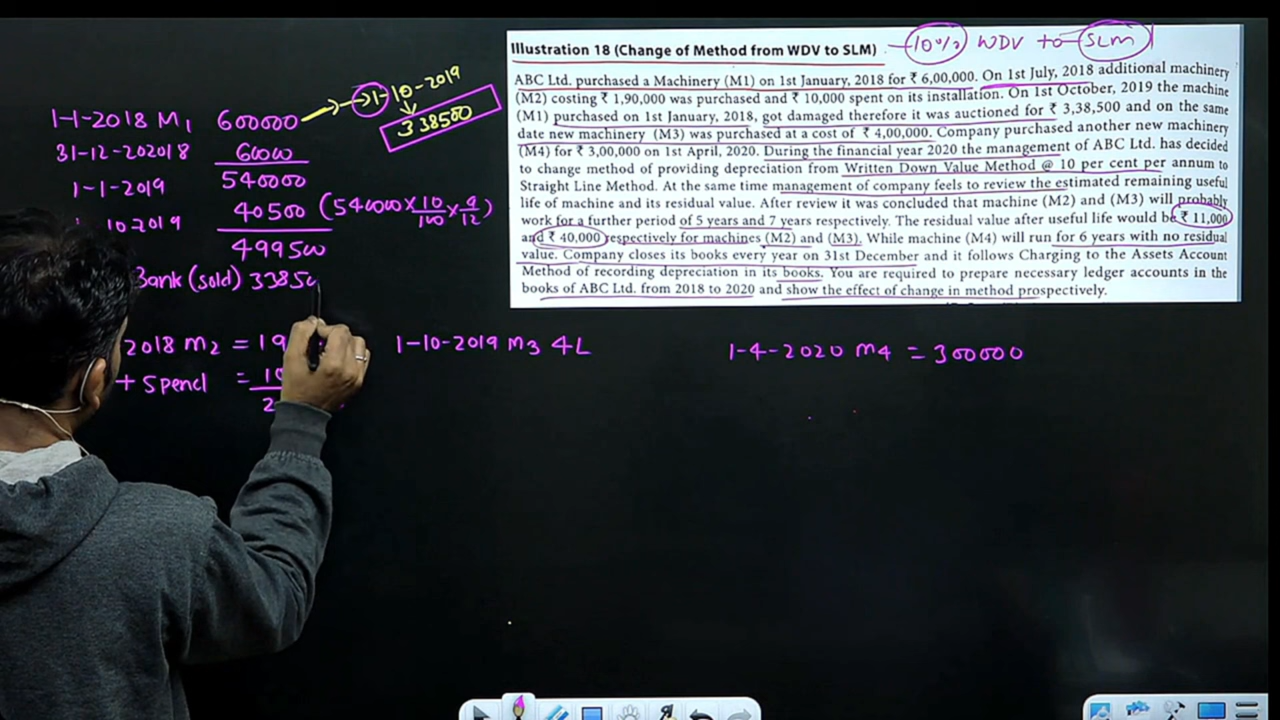 Illustration 18 (Change of Method from WDV to SLM) 10% WDV to SLM
ABC Ltd. purchased a Machinery (M1) on 1st January, 2018 for ₹ 6,00,000. On 1st July, 2018 additional machinery
(M2) costing ₹ 1,90,000 was purchased and ₹ 10,000 spent on its installation. On 1st October, 2019 the machine
(M1) purchased on 1st January, 2018, got damaged therefore it was auctioned for ₹ 3,38,500 and on the same
date new machinery (M3) was purchased at a cost of ₹ 4,00,000. Company purchased another new machinery
(M4) for ₹ 3,00,000 on 1st April, 2020. During the financial year 2020 the management of ABC Ltd. has decided
to change method of providing depreciation from Written Down Value Method @ 10 per cent per annum to
Straight Line Method. At the same time management of company feels to review the estimated remaining useful
life of machine and its residual value. After review it was concluded that machine (M2) and (M3) will probably
work for a further period of 5 years and 7 years respectively. The residual value after useful life would be ₹ 11,000
and ₹ 40,000 respectively for machines (M2) and (M3). While machine (M4) will run for 6 years with no residual
value. Company closes its books every year on 31st December and it follows Charging to the Assets Account
Method of recording depreciation in its books. You are required to prepare necessary ledger accounts in the
books of ABC Ltd. from 2018 to 2020 and show the effect of change in method prospectively.
1-10-2019
338500
1-1-2018 M1 600000
31-12-202018 60000
540000
1-1-2019
10 2019 40500 (540000 × 10/100 × 9/12)
499500
Bank (sold) 33850
2018 M2 = 19
+ Spend = 10
2
1-10-2019 M3 4L
1-4-2020 M4 = 300000